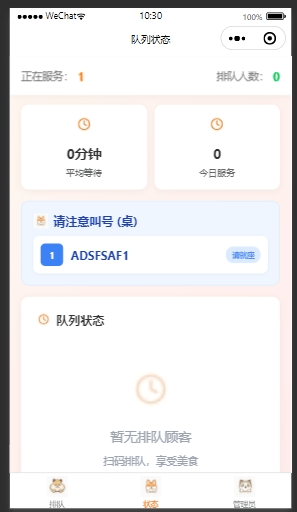 WeChat 10:30 100%
队列状态
正在服务： 1 排队人数： 0
0分钟 0
平均等待 今日服务
请注意叫号 (桌)
1 ADSFSAF1 请就座
队列状态
暂无排队顾客
扫码排队，享受美食
排队 状态 管理员